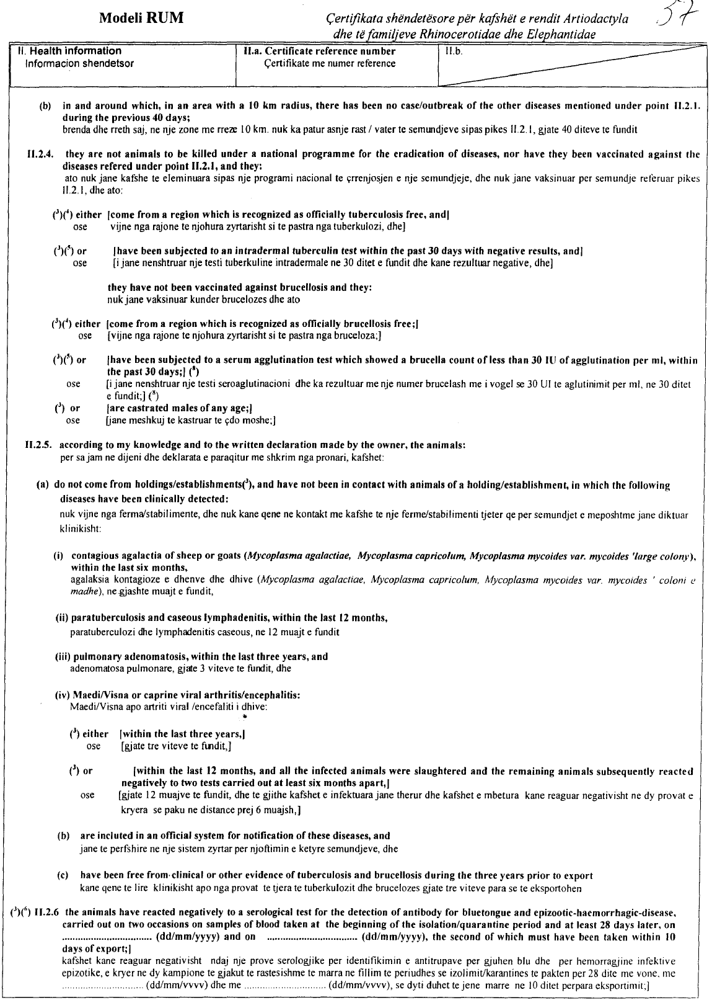 Modeli RUM
Çertifikata shëndetësore për kafshët e rendit Artiodactyla
dhe të familjeve Rhinocerotidae dhe Elephantidae
57
II. Health information
Informacion shendetsor
II.a. Certificate reference number
Çertifikate me numer reference
II.b.
(b) in and around which, in an area with a 10 km radius, there has been no case/outbreak of the other diseases mentioned under point II.2.1.
during the previous 40 days;
brenda dhe rreth saj, ne nje zone me rreze 10 km. nuk ka patur asnje rast / vater te semundjeve sipas pikes II.2.1, gjate 40 diteve te fundit
II.2.4. they are not animals to be killed under a national programme for the eradication of diseases, nor have they been vaccinated against the
diseases refered under point II.2.1, and they:
ato nuk jane kafshe te eleminuara sipas nje programi nacional te çrrenjosjen e nje semundjeje, dhe nuk jane vaksinuar per semundje referuar pikes
II.2.1, dhe ato:
(³)(⁴) either [come from a region which is recognized as officially tuberculosis free, and]
ose vijne nga rajone te njohura zyrtarisht si te pastra nga tuberkulozi, dhe]
(³)(⁵) or [have been subjected to an intradermal tuberculin test within the past 30 days with negative results, and]
ose [i jane nenshtruar nje testi tuberkuline intradermale ne 30 ditet e fundit dhe kane rezultuar negative, dhe]
they have not been vaccinated against brucellosis and they:
nuk jane vaksinuar kunder brucelozes dhe ato
(³)(⁴) either [come from a region which is recognized as officially brucellosis free;]
ose [vijne nga rajone te njohura zyrtarisht si te pastra nga bruceloza;]
(³)(⁵) or [have been subjected to a serum agglutination test which showed a brucella count of less than 30 IU of agglutination per ml, within
the past 30 days;] (⁸)
ose [i jane nenshtruar nje testi seroaglutinacioni dhe ka rezultuar me nje numer brucelash me i vogel se 30 UI te aglutinimit per ml, ne 30 ditet
e fundit;] (⁸)
(³) or [are castrated males of any age;]
ose [jane meshkuj te kastruar te çdo moshe;]
II.2.5. according to my knowledge and to the written declaration made by the owner, the animals:
per sa jam ne dijeni dhe deklarata e paraqitur me shkrim nga pronari, kafshet:
(a) do not come from holdings/establishments(³), and have not been in contact with animals of a holding/establishment, in which the following
diseases have been clinically detected:
nuk vijne nga ferma/stabilimente, dhe nuk kane qene ne kontakt me kafshe te nje ferme/stabilimenti tjeter qe per semundjet e meposhtme jane diktuar
klinikisht:
(i) contagious agalactia of sheep or goats (Mycoplasma agalactiae, Mycoplasma capricolum, Mycoplasma mycoides var. mycoides 'large colony),
within the last six months,
agalaksia kontagioze e dhenve dhe dhive (Mycoplasma agalactiae, Mycoplasma capricolum, Mycoplasma mycoides var. mycoides ' coloni e
madhe), ne gjashte muajt e fundit,
(ii) paratuberculosis and caseous lymphadenitis, within the last 12 months,
paratuberculozi dhe lymphadenitis caseous, ne 12 muajt e fundit
(iii) pulmonary adenomatosis, within the last three years, and
adenomatosa pulmonare, gjate 3 viteve te fundit, dhe
(iv) Maedi/Visna or caprine viral arthritis/encephalitis:
Maedi/Visna apo artriti viral /encefaliti i dhive:
(³) either [within the last three years,]
ose [gjate tre viteve te fundit,]
(³) or [within the last 12 months, and all the infected animals were slaughtered and the remaining animals subsequently reacted
negatively to two tests carried out at least six months apart,]
ose [gjate 12 muajve te fundit, dhe te gjithe kafshet e infektuara jane therur dhe kafshet e mbetura kane reaguar negativisht ne dy provat e
kryera se paku ne distance prej 6 muajsh,]
(b) are included in an official system for notification of these diseases, and
jane te perfshire ne nje sistem zyrtar per njoftimin e ketyre semundjeve, dhe
(c) have been free from clinical or other evidence of tuberculosis and brucellosis during the three years prior to export
kane qene te lire klinikisht apo nga provat te tjera te tuberkulozit dhe brucelozes gjate tre viteve para se te eksportohen
(³)(⁶) II.2.6 the animals have reacted negatively to a serological test for the detection of antibody for bluetongue and epizootic-haemorrhagic-disease,
carried out on two occasions on samples of blood taken at the beginning of the isolation/quarantine period and at least 28 days later, on
.................................. (dd/mm/yyyy) and on .................................. (dd/mm/yyyy), the second of which must have been taken within 10
days of export;]
kafshet kane reaguar negativisht ndaj nje prove serologjike per identifikimin e antitrupave per gjuhen blu dhe per hemorragjine infektive
epizotike, e kryer ne dy kampione te gjakut te rastesishme te marra ne fillim te periudhes se izolimit/karantines te pakten per 28 dite me vone, me
................................ (dd/mm/vvvv) dhe me ................................ (dd/mm/vvvv), se dyti duhet te jene marre ne 10 ditet perpara eksportimit;]